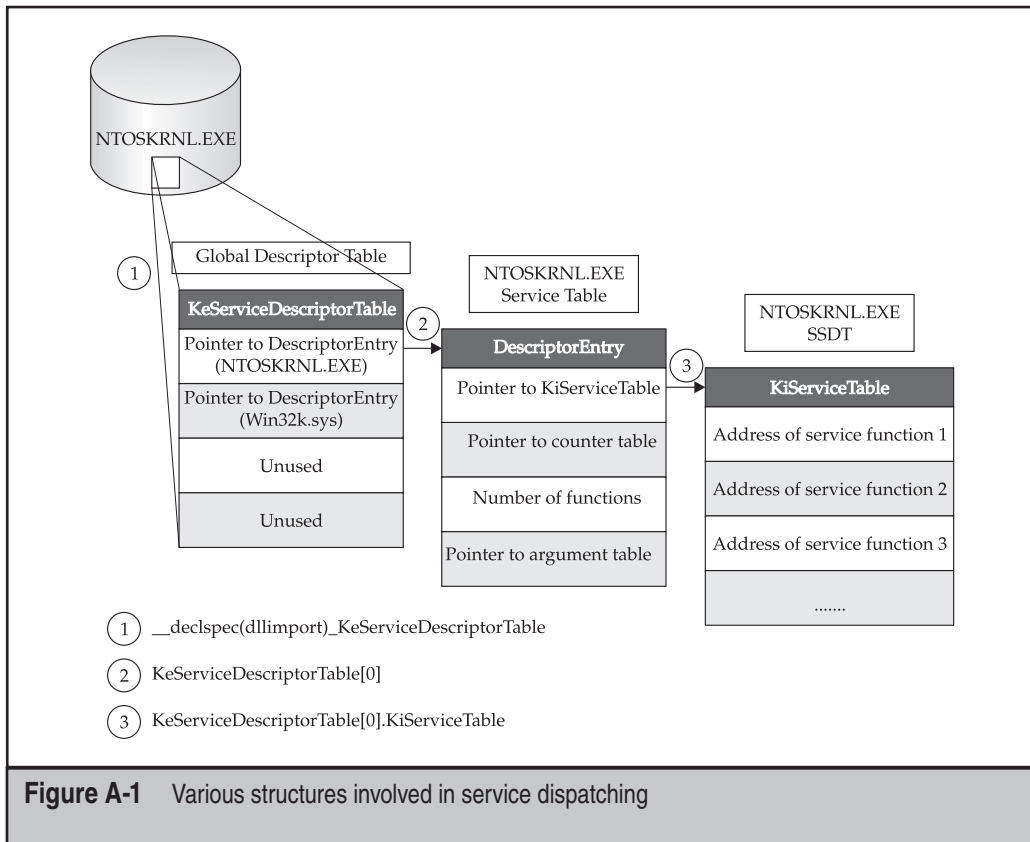 NTOSKRNL.EXE
1
Global Descriptor Table
KeServiceDescriptorTable
Pointer to DescriptorEntry
(NTOSKRNL.EXE)
Pointer to DescriptorEntry
(Win32k.sys)
Unused
Unused
2
NTOSKRNL.EXE
Service Table
DescriptorEntry
Pointer to KiServiceTable
Pointer to counter table
Number of functions
Pointer to argument table
3
NTOSKRNL.EXE
SSDT
KiServiceTable
Address of service function 1
Address of service function 2
Address of service function 3
.......
1 __declspec(dllimport)_KeServiceDescriptorTable
2 KeServiceDescriptorTable[0]
3 KeServiceDescriptorTable[0].KiServiceTable
Figure A-1 Various structures involved in service dispatching